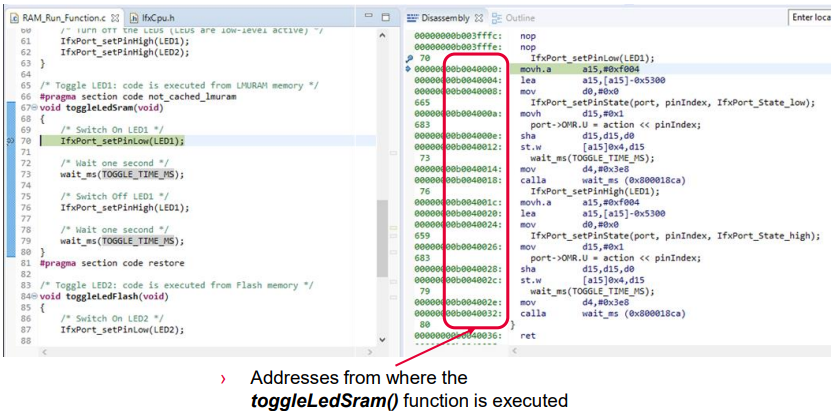 RAM_Run_Function.c IfxCpu.h
60 /* Turn off the LEDs (LEDs are low-level active) */
61 IfxPort_setPinHigh(LED1);
62 IfxPort_setPinHigh(LED2);
63 }
64
65 /* Toggle LED1: code is executed from LMURAM memory */
66 #pragma section code not_cached_lmuram
67 void toggleLedSram(void)
68 {
69 /* Switch On LED1 */
70 IfxPort_setPinLow(LED1);
71
72 /* Wait one second */
73 wait_ms(TOGGLE_TIME_MS);
74
75 /* Switch Off LED1 */
76 IfxPort_setPinHigh(LED1);
77
78 /* Wait one second */
79 wait_ms(TOGGLE_TIME_MS);
80 }
81 #pragma section code restore
82
83 /* Toggle LED2: code is executed from Flash memory */
84 void toggleLedFlash(void)
85 {
86 /* Switch On LED2 */
87 IfxPort_setPinLow(LED2);
88
Disassembly Outline
Enter loca
00000000b003fffc: nop
00000000b003fffe: nop
70 IfxPort_setPinLow(LED1);
00000000b0040000: movh.a a15,#0xf004
00000000b0040004: lea a15,[a15]-0x5300
00000000b0040008: mov d0,#0x0
665 IfxPort_setPinState(port, pinIndex, IfxPort_State_low);
00000000b004000a: movh d15,#0x1
683 port->OMR.U = action << pinIndex;
00000000b004000e: sha d15,d15,d0
00000000b0040012: st.w [a15]0x4,d15
73 wait_ms(TOGGLE_TIME_MS);
00000000b0040014: mov d4,#0x3e8
00000000b0040018: calla wait_ms (0x800018ca)
76 IfxPort_setPinHigh(LED1);
00000000b004001c: movh.a a15,#0xf004
00000000b0040020: lea a15,[a15]-0x5300
00000000b0040024: mov d0,#0x0
659 IfxPort_setPinState(port, pinIndex, IfxPort_State_high);
00000000b0040026: mov d15,#0x1
683 port->OMR.U = action << pinIndex;
00000000b0040028: sha d15,d15,d0
00000000b004002c: st.w [a15]0x4,d15
79 wait_ms(TOGGLE_TIME_MS);
00000000b004002e: mov d4,#0x3e8
00000000b0040032: calla wait_ms (0x800018ca)
80 }
00000000b0040036: ret
› Addresses from where the
toggleLedSram() function is executed